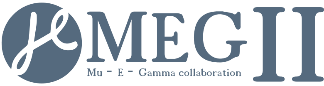 μ MEG II
Mu - E - Gamma collaboration